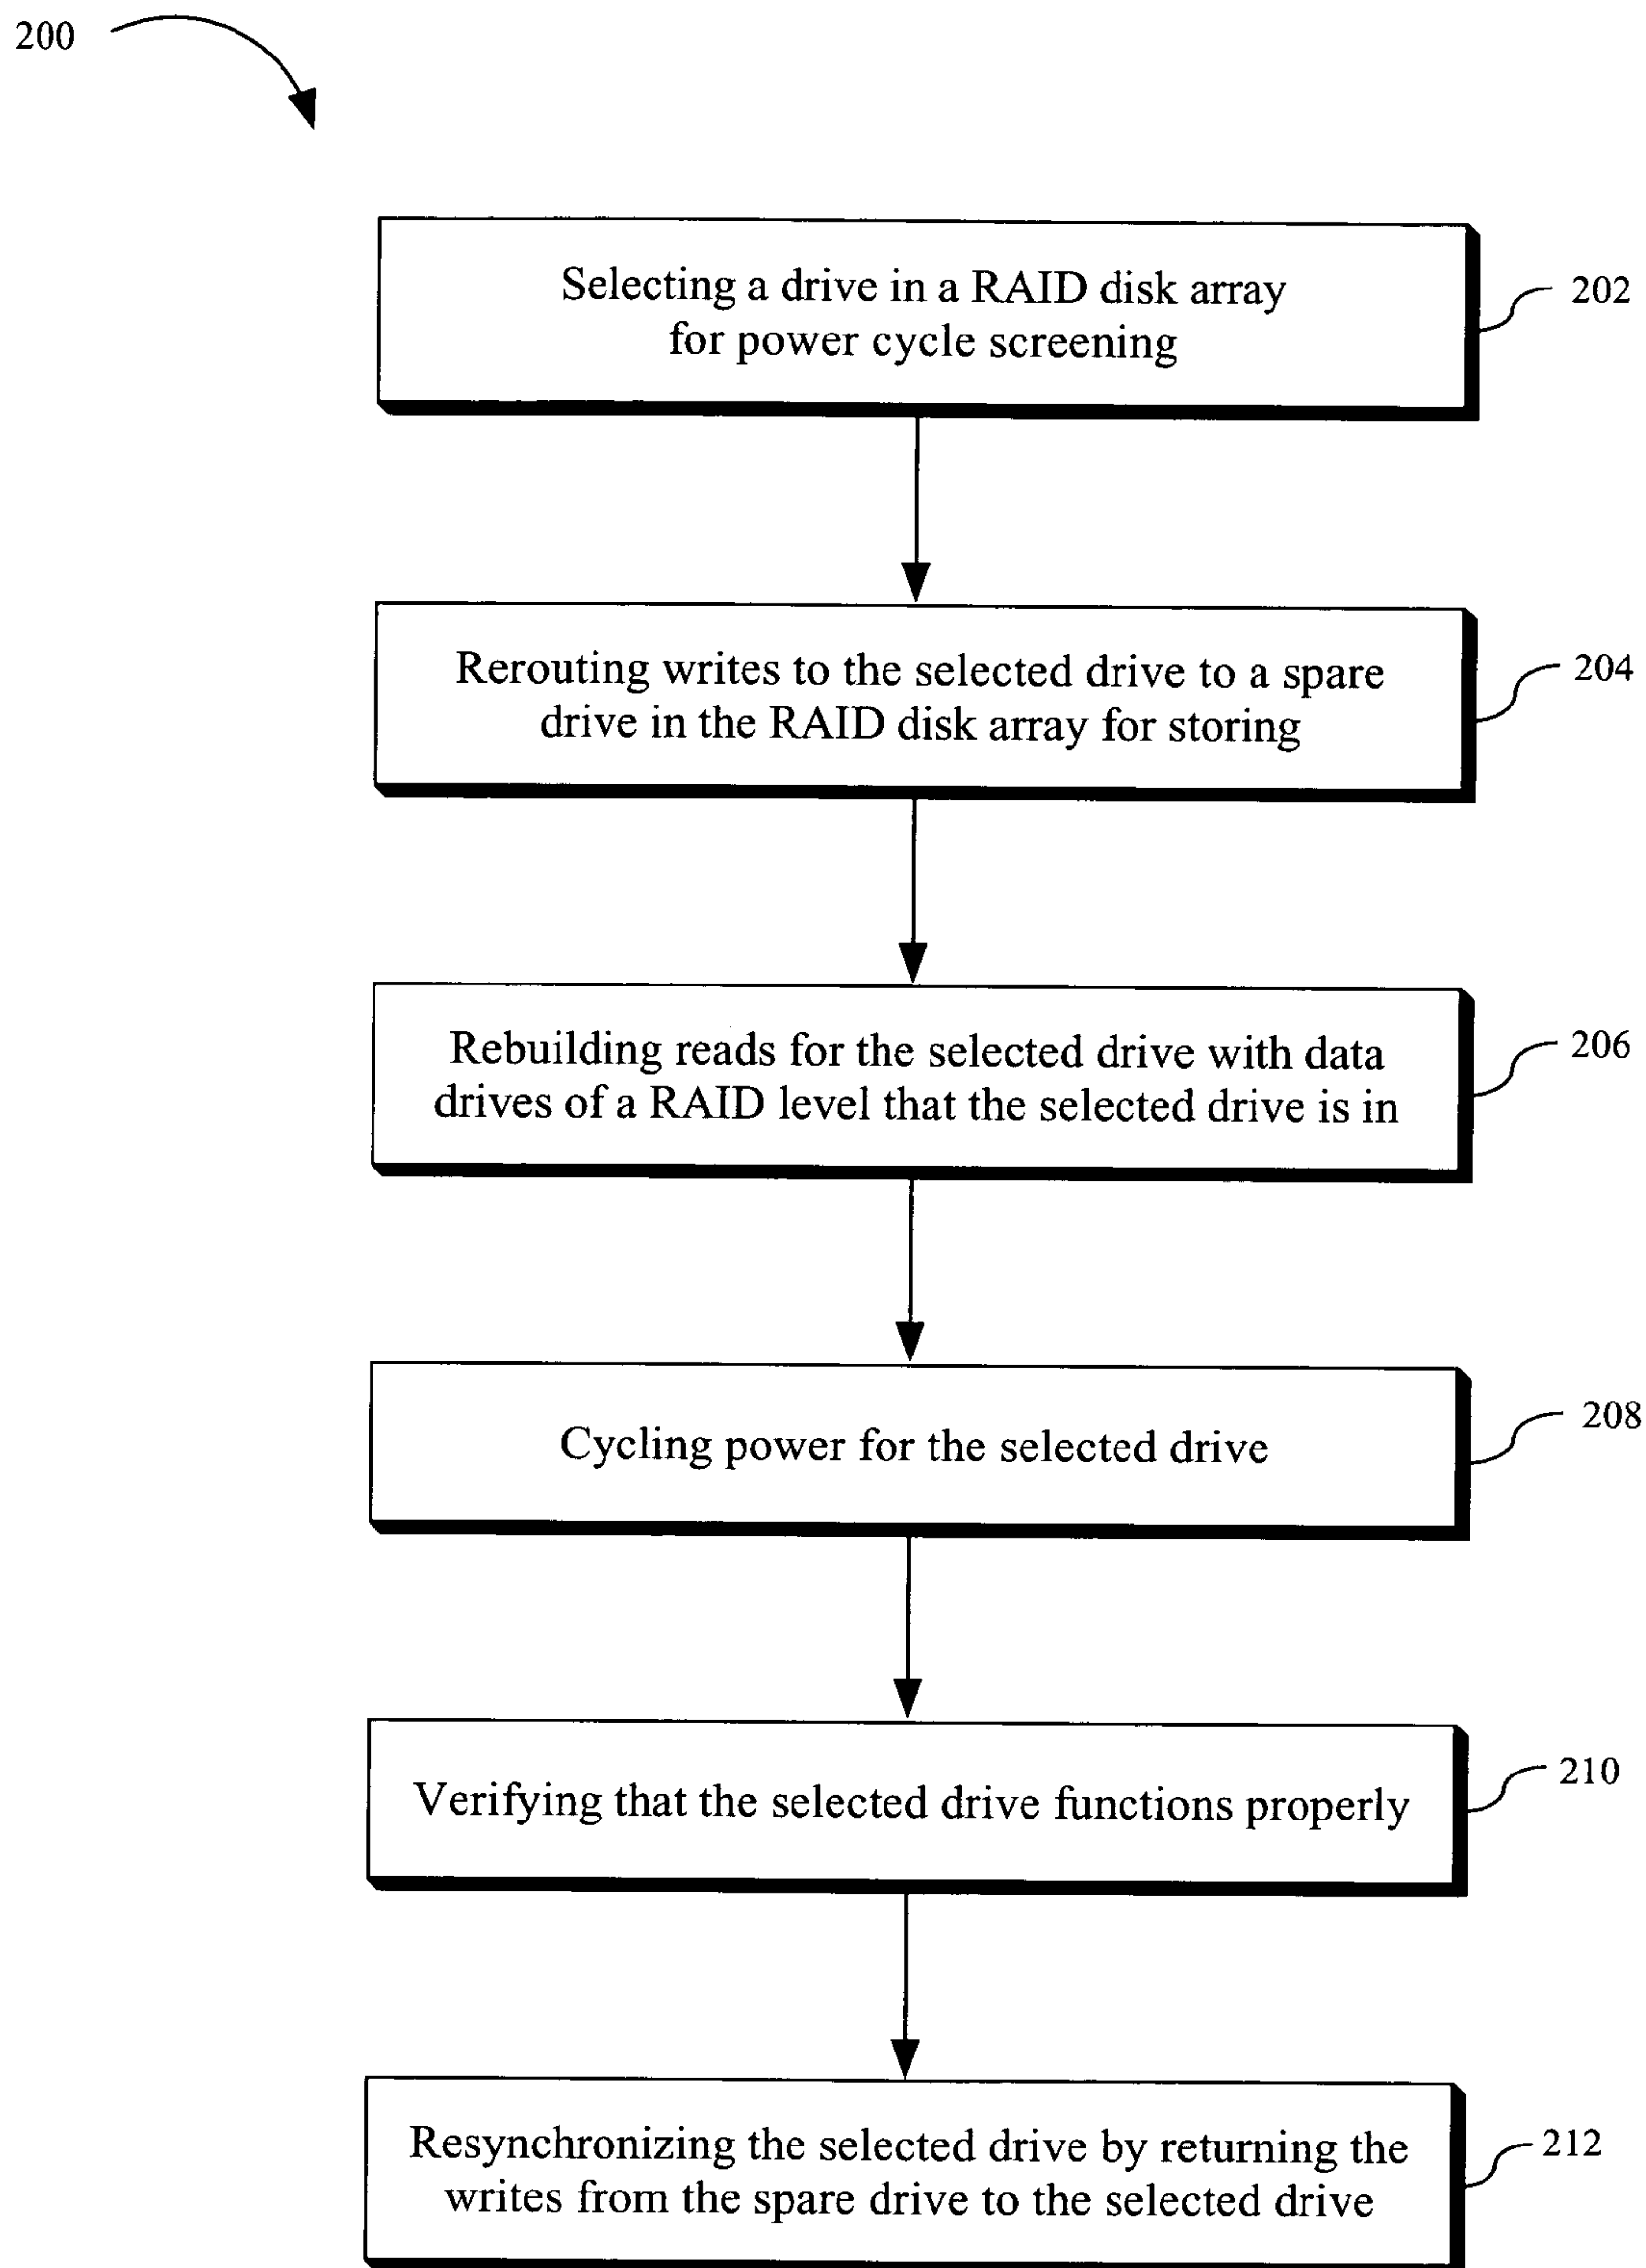 200
Selecting a drive in a RAID disk array
for power cycle screening
202
Rerouting writes to the selected drive to a spare
drive in the RAID disk array for storing
204
Rebuilding reads for the selected drive with data
drives of a RAID level that the selected drive is in
206
Cycling power for the selected drive
208
Verifying that the selected drive functions properly
210
Resynchronizing the selected drive by returning the
writes from the spare drive to the selected drive
212